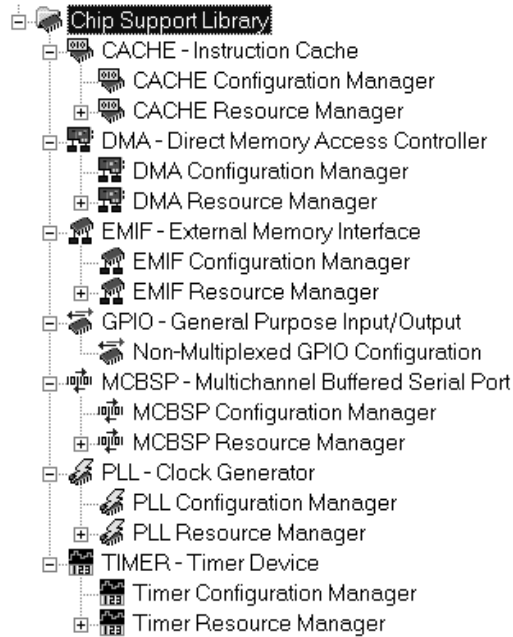 Chip Support Library
CACHE - Instruction Cache
CACHE Configuration Manager
CACHE Resource Manager
DMA - Direct Memory Access Controller
DMA Configuration Manager
DMA Resource Manager
EMIF - External Memory Interface
EMIF Configuration Manager
EMIF Resource Manager
GPIO - General Purpose Input/Output
Non-Multiplexed GPIO Configuration
MCBSP - Multichannel Buffered Serial Port
MCBSP Configuration Manager
MCBSP Resource Manager
PLL - Clock Generator
PLL Configuration Manager
PLL Resource Manager
TIMER - Timer Device
Timer Configuration Manager
Timer Resource Manager